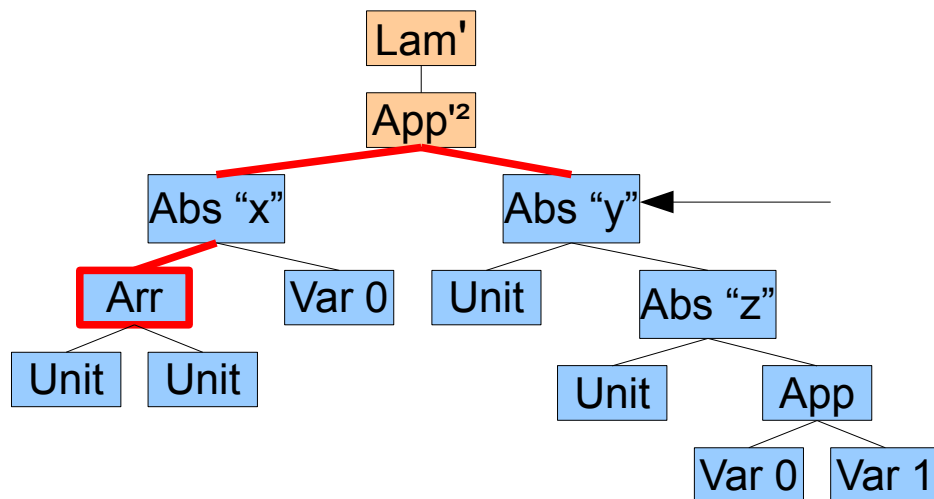 Lam'
App'²
Abs “x”
Abs “y”
Arr
Var 0
Unit
Abs “z”
Unit
Unit
Unit
App
Var 0
Var 1